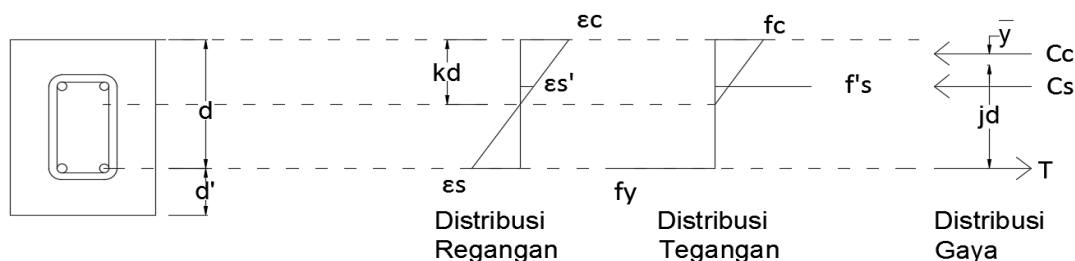 εc
fc
y
Cc
kd
εs'
f's
Cs
d
jd
εs
fy
T
d'
Distribusi
Regangan
Distribusi
Tegangan
Distribusi
Gaya